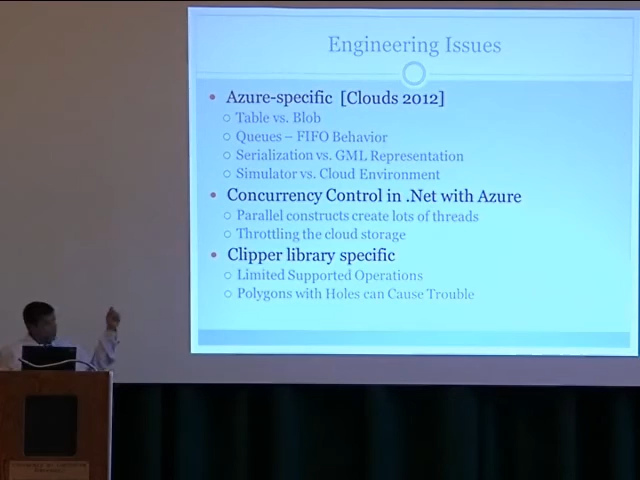 Engineering Issues
• Azure-specific [Clouds 2012]
○ Table vs. Blob
○ Queues – FIFO Behavior
○ Serialization vs. GML Representation
○ Simulator vs. Cloud Environment
• Concurrency Control in .Net with Azure
○ Parallel constructs create lots of threads
○ Throttling the cloud storage
• Clipper library specific
○ Limited Supported Operations
○ Polygons with Holes can Cause Trouble